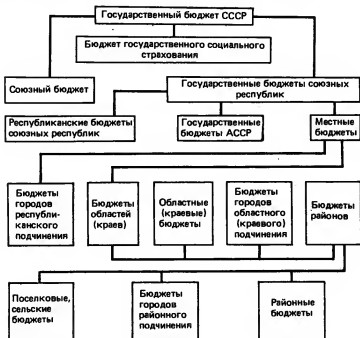 Государственный бюджет СССР
Бюджет государственного социального
страхования
Союзный бюджет
Государственные бюджеты союзных
республик
Республиканские бюджеты
союзных республик
Государственные
бюджеты АССР
Местные
бюджеты
Бюджеты
городов
республи-
канского
подчинения
Бюджеты
областей
(краев)
Областные
(краевые)
бюджеты
Бюджеты
городов
областного
(краевого)
подчинения
Бюджеты
районов
Поселковые,
сельские
бюджеты
Бюджеты
городов
районного
подчинения
Районные
бюджеты